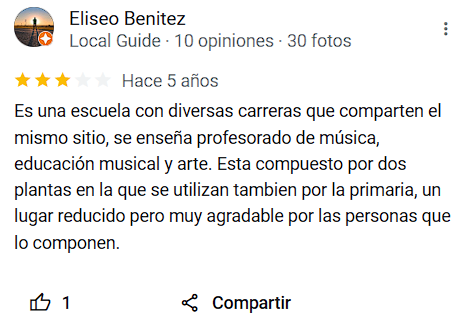 Eliseo Benitez
Local Guide · 10 opiniones · 30 fotos
Hace 5 años
Es una escuela con diversas carreras que comparten el
mismo sitio, se enseña profesorado de música,
educación musical y arte. Esta compuesto por dos
plantas en la que se utilizan tambien por la primaria, un
lugar reducido pero muy agradable por las personas que
lo componen.
1 Compartir